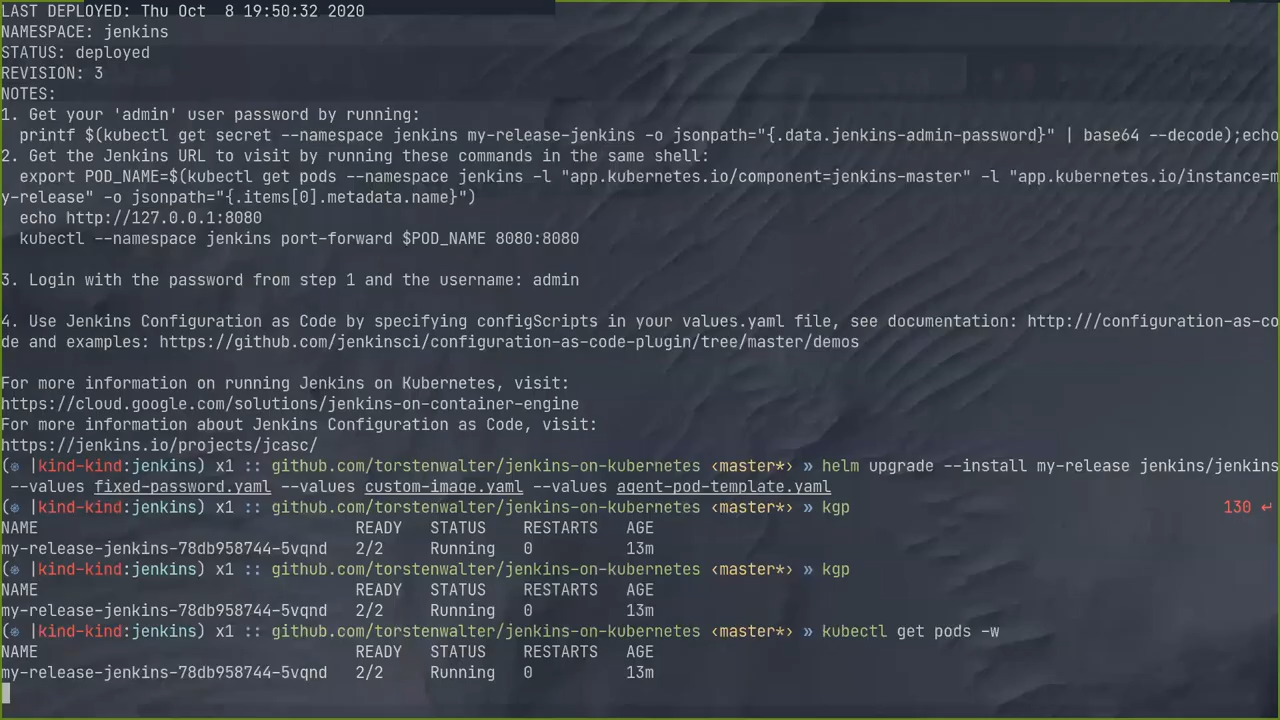 LAST DEPLOYED: Thu Oct  8 19:50:32 2020
NAMESPACE: jenkins
STATUS: deployed
REVISION: 3
NOTES:
1. Get your 'admin' user password by running:
  printf $(kubectl get secret --namespace jenkins my-release-jenkins -o jsonpath="{.data.jenkins-admin-password}" | base64 --decode);echo
2. Get the Jenkins URL to visit by running these commands in the same shell:
  export POD_NAME=$(kubectl get pods --namespace jenkins -l "app.kubernetes.io/component=jenkins-master" -l "app.kubernetes.io/instance=m
y-release" -o jsonpath="{.items[0].metadata.name}")
  echo http://127.0.0.1:8080
  kubectl --namespace jenkins port-forward $POD_NAME 8080:8080
3. Login with the password from step 1 and the username: admin
4. Use Jenkins Configuration as Code by specifying configScripts in your values.yaml file, see documentation: http:///configuration-as-co
de and examples: https://github.com/jenkinsci/configuration-as-code-plugin/tree/master/demos
For more information on running Jenkins on Kubernetes, visit:
https://cloud.google.com/solutions/jenkins-on-container-engine
For more information about Jenkins Configuration as Code, visit:
https://jenkins.io/projects/jcasc/
(⎈ |kind-kind:jenkins) x1 :: github.com/torstenwalter/jenkins-on-kubernetes ‹master*› » helm upgrade --install my-release jenkins/jenkins
--values fixed-password.yaml --values custom-image.yaml --values agent-pod-template.yaml
(⎈ |kind-kind:jenkins) x1 :: github.com/torstenwalter/jenkins-on-kubernetes ‹master*› » kgp 130 ↵
NAME READY STATUS RESTARTS AGE
my-release-jenkins-78db958744-5vqnd 2/2 Running 0 13m
(⎈ |kind-kind:jenkins) x1 :: github.com/torstenwalter/jenkins-on-kubernetes ‹master*› » kgp
NAME READY STATUS RESTARTS AGE
my-release-jenkins-78db958744-5vqnd 2/2 Running 0 13m
(⎈ |kind-kind:jenkins) x1 :: github.com/torstenwalter/jenkins-on-kubernetes ‹master*› » kubectl get pods -w
NAME READY STATUS RESTARTS AGE
my-release-jenkins-78db958744-5vqnd 2/2 Running 0 13m